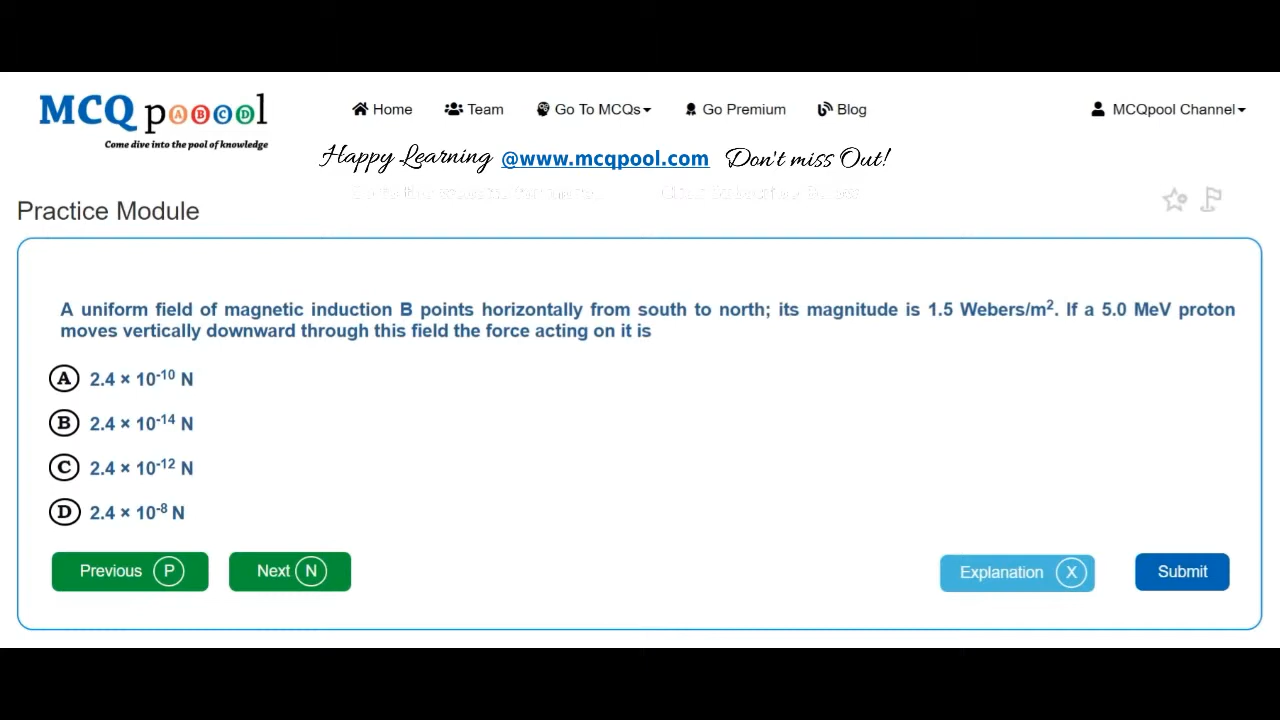 MCQ pooool
Come dive into the pool of knowledge
Home Team Go To MCQs Go Premium Blog MCQpool Channel
Happy Learning @www.mcqpool.com Don't miss Out!
Practice Module
A uniform field of magnetic induction B points horizontally from south to north; its magnitude is 1.5 Webers/m². If a 5.0 MeV proton
moves vertically downward through this field the force acting on it is
A 2.4 × 10⁻¹⁰ N
B 2.4 × 10⁻¹⁴ N
C 2.4 × 10⁻¹² N
D 2.4 × 10⁻⁸ N
Previous P Next N Explanation X Submit